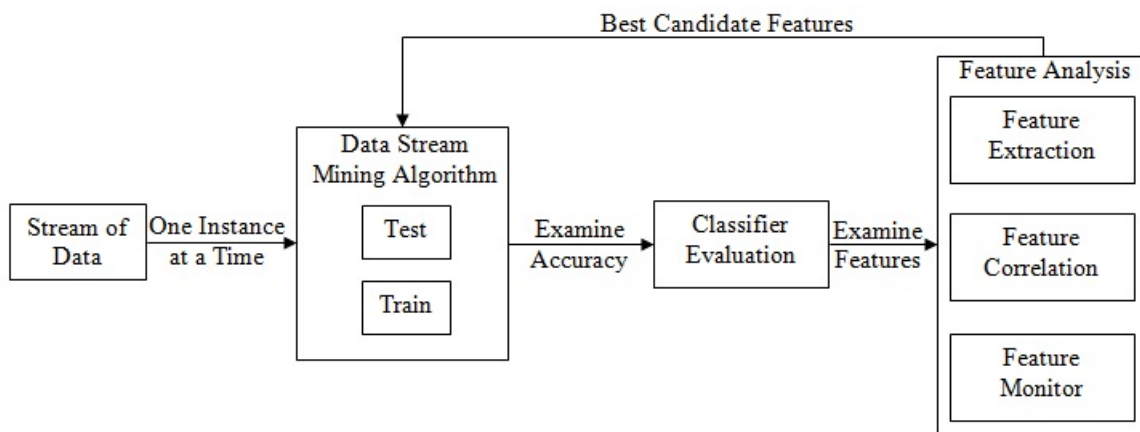 Best Candidate Features
Feature Analysis
Feature
Extraction
Data Stream
Mining Algorithm
Stream of
Data
One Instance
at a Time
Test
Train
Examine
Accuracy
Classifier
Evaluation
Examine
Features
Feature
Correlation
Feature
Monitor